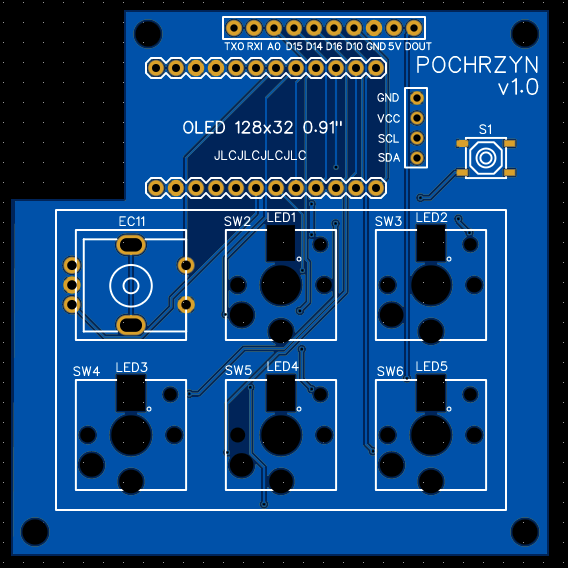 TX0 RXI A0 D15 D14 D16 D10 GND 5V DOUT
POCHRZYN
v1.0
GND
VCC
SCL
SDA
OLED 128x32 0.91"
JLCJLCJLCJLC
S1
EC11
SW2
LED1
SW3
LED2
SW4
LED3
SW5
LED4
SW6
LED5